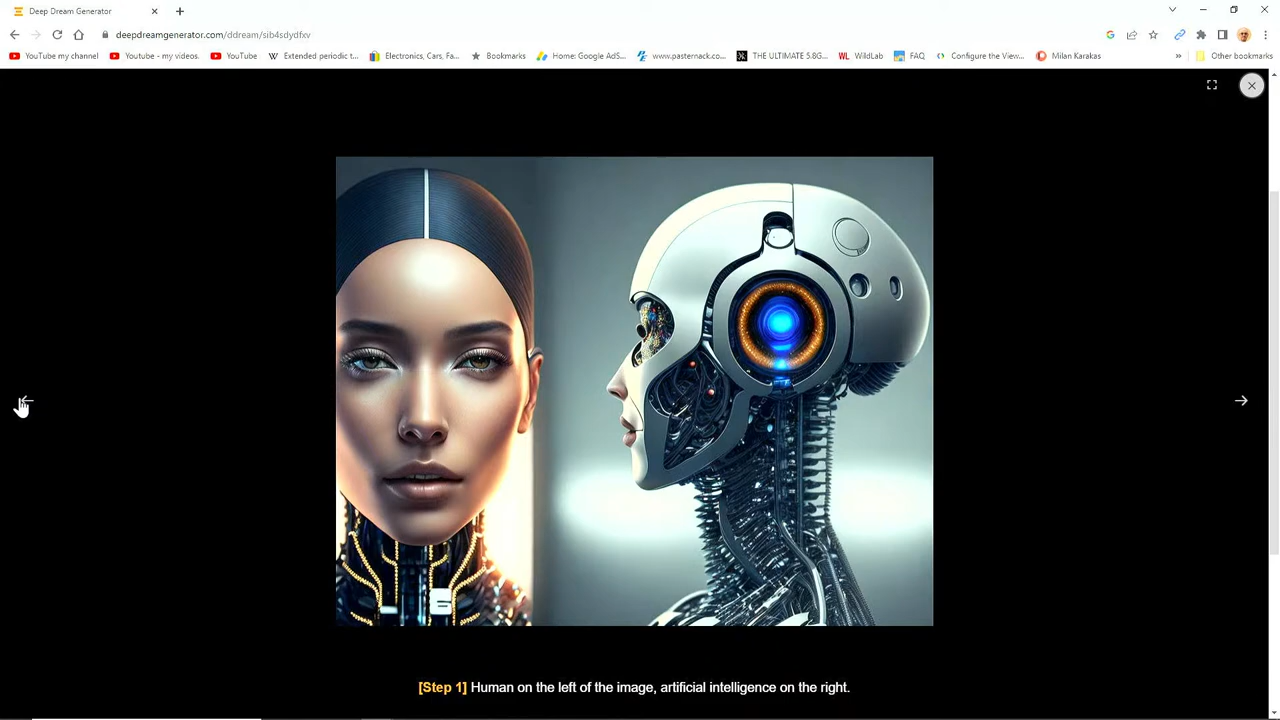 Deep Dream Generator
deepdreamgenerator.com/ddream/sib4sdydfxv
YouTube my channel
Youtube - my videos.
YouTube
Extended periodic t...
Electronics, Cars, Fa...
Bookmarks
Home: Google AdS...
www.pasternack.co...
THE ULTIMATE 5.8G...
WL WildLab
FAQ
Configure the View...
Milan Karakas
»
Other bookmarks
[Step 1] Human on the left of the image, artificial intelligence on the right.